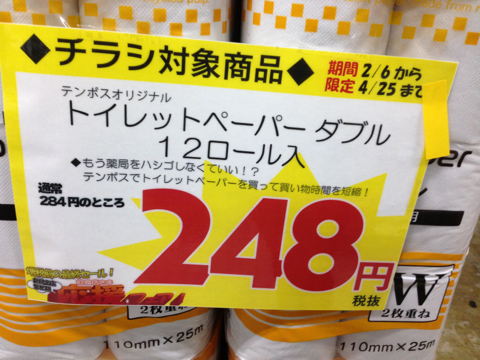 ◆チラシ対象商品◆
期間 2/6から
限定 4/25まで
テンポスオリジナル
トイレットペーパー ダブル
12ロール入
◆もう薬局をハシゴしなくていい!?
テンポスでトイレットペーパーを買って買い物時間を短縮!
通常
284円のところ
248円
税抜
W
2枚重ね
110mm×25m
2枚重ね
110mm×25m